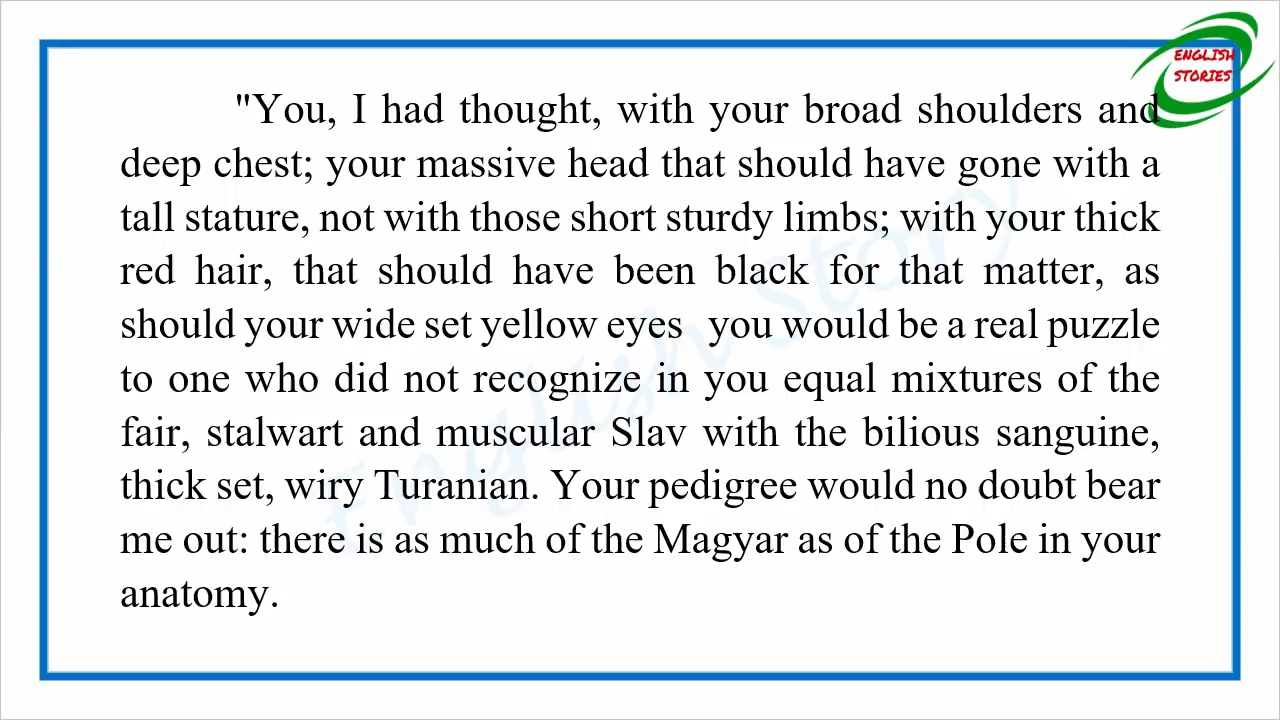 ENGLISH
STORIES
"You, I had thought, with your broad shoulders and
deep chest; your massive head that should have gone with a
tall stature, not with those short sturdy limbs; with your thick
red hair, that should have been black for that matter, as
should your wide set yellow eyes you would be a real puzzle
to one who did not recognize in you equal mixtures of the
fair, stalwart and muscular Slav with the bilious sanguine,
thick set, wiry Turanian. Your pedigree would no doubt bear
me out: there is as much of the Magyar as of the Pole in your
anatomy.
English Story